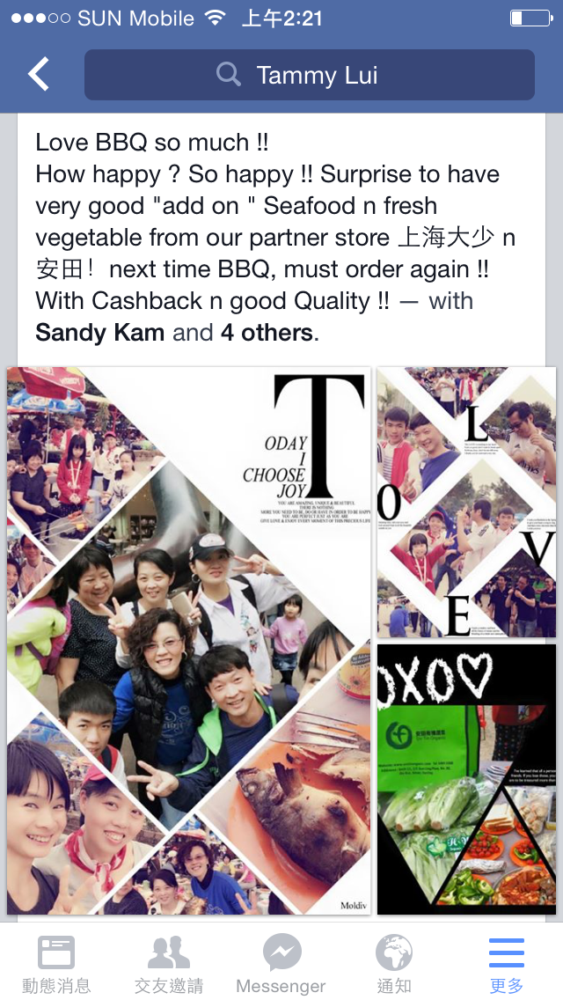 SUN Mobile 上午2:21
Tammy Lui
Love BBQ so much !!
How happy ? So happy !! Surprise to have
very good "add on " Seafood n fresh
vegetable from our partner store 上海大少 n
安田！next time BBQ, must order again !!
With Cashback n good Quality !! — with
Sandy Kam and 4 others.
T
ODAY
I
CHOOSE
JOY
YOU ARE AMAZING, UNIQUE & BEAUTIFUL
THERE IS NOTHING
MORE YOU NEED TO BE, DO OR HAVE IN ORDER TO BE HAPPY
YOU ARE PERFECT JUST AS YOU ARE
GIVE LOVE & ENJOY EVERY MOMENT OF THIS PRECIOUS LIFE
Moldiv
L
O
V
E
OXO♡
動態消息 交友邀請 Messenger 通知 更多